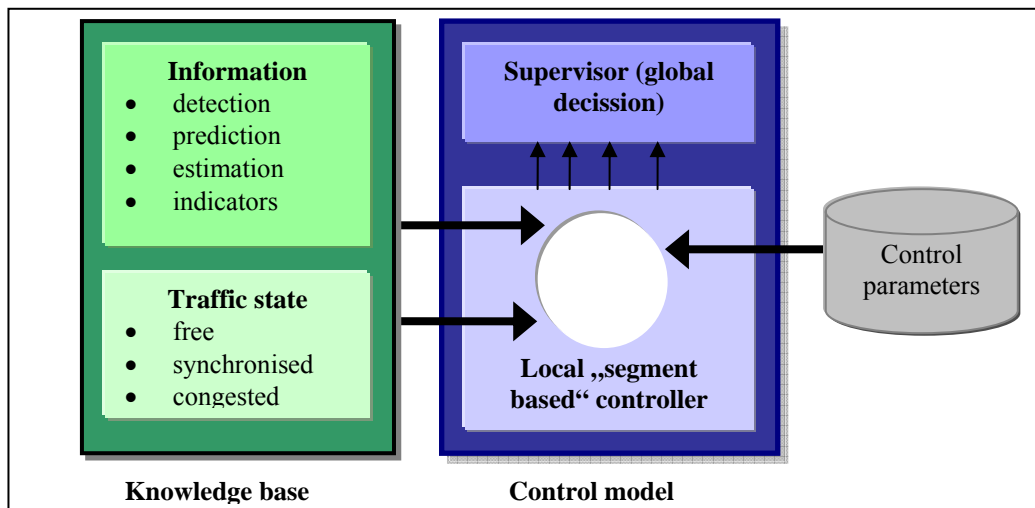 Information
• detection
• prediction
• estimation
• indicators
Traffic state
• free
• synchronised
• congested
Knowledge base
Supervisor (global
decission)
Local „segment
based“ controller
Control model
Control
parameters